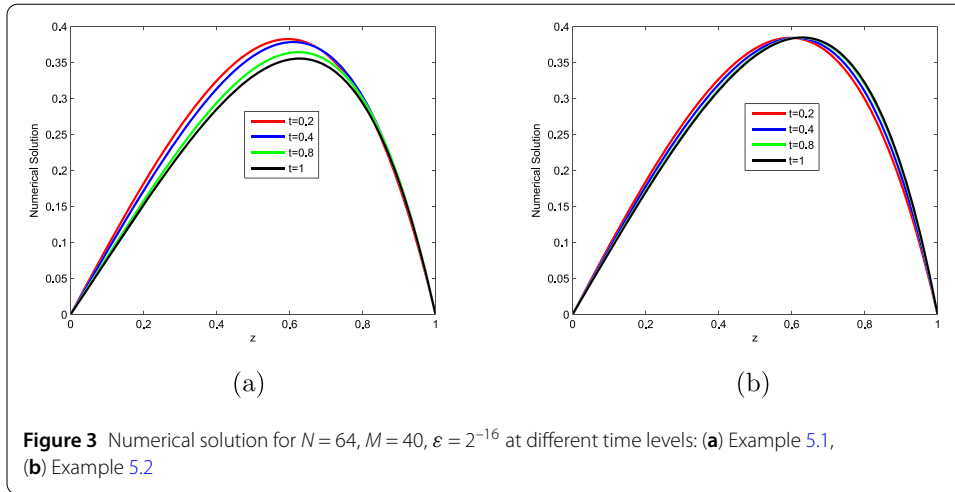 0.4
0.35
0.3
0.25
0.2
0.15
0.1
0.05
0
Numerical Solution
t=0.2
t=0.4
t=0.8
t=1
0 0.2 0.4 0.6 0.8 1
z
(a)
0.4
0.35
0.3
0.25
0.2
0.15
0.1
0.05
0
Numerical Solution
t=0.2
t=0.4
t=0.8
t=1
0 0.2 0.4 0.6 0.8 1
z
(b)
Figure 3 Numerical solution for N = 64, M = 40, ε = 2⁻¹⁶ at different time levels: (a) Example 5.1,
(b) Example 5.2